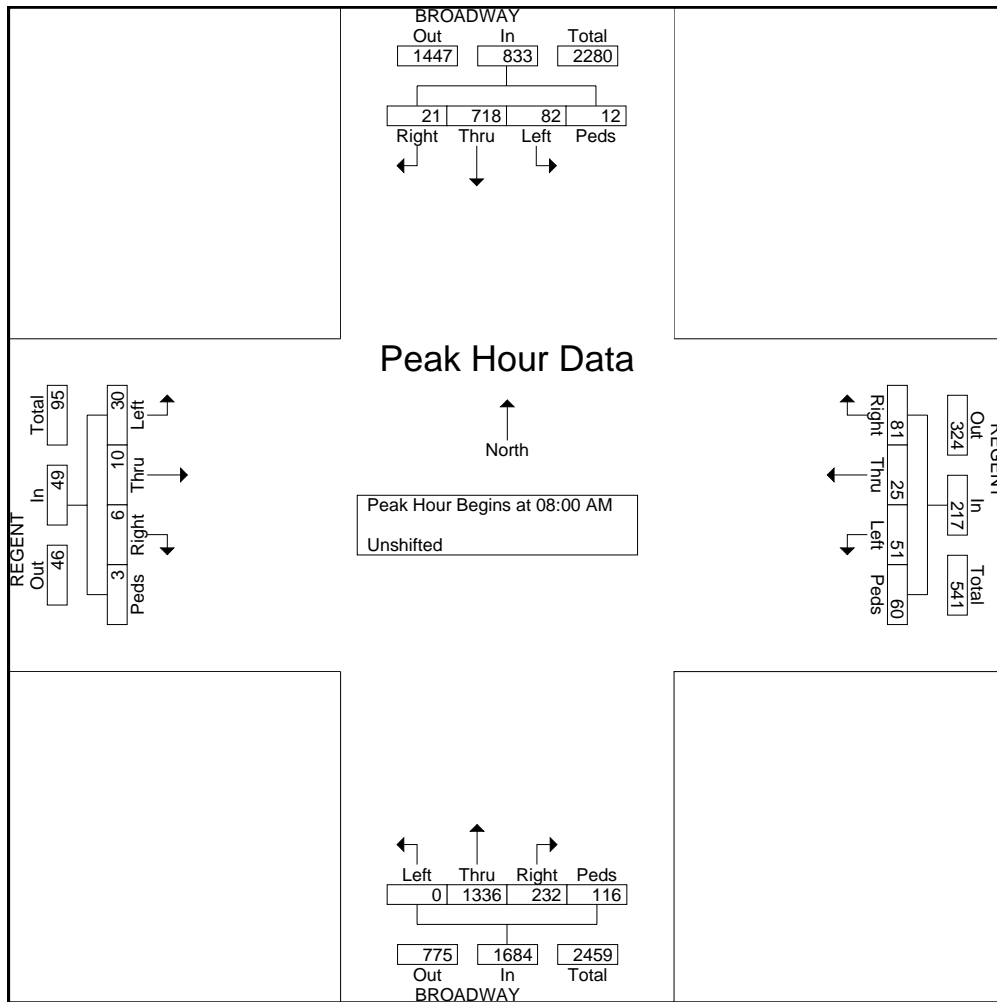 BROADWAY
Out In Total
1447 833 2280
21 718 82 12
Right Thru Left Peds
Peak Hour Data
North
Peak Hour Begins at 08:00 AM
Unshifted
REGENT
Total In Out
95 49 46
30 10 6 3
Left Thru Right Peds
REGENT
Out In Total
324 217 541
81 25 51 60
Right Thru Left Peds
Left Thru Right Peds
0 1336 232 116
775 1684 2459
Out In Total
BROADWAY